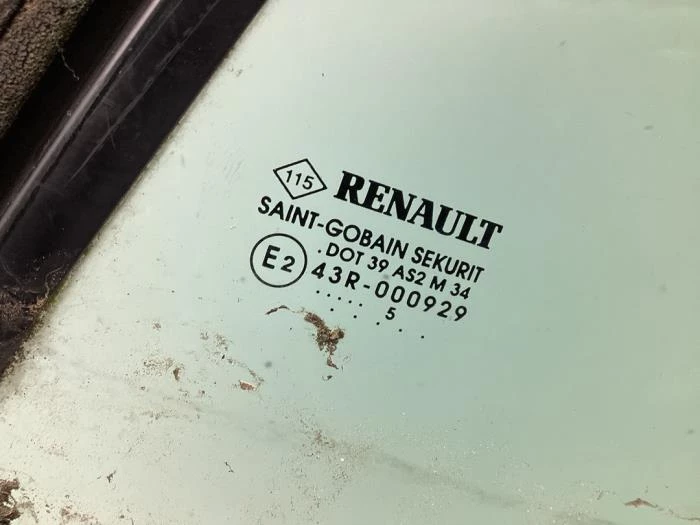 115 RENAULT
SAINT-GOBAIN SEKURIT
.DOT 39 AS2 M 34
E2 43R-000929
..... 5
. . . . .